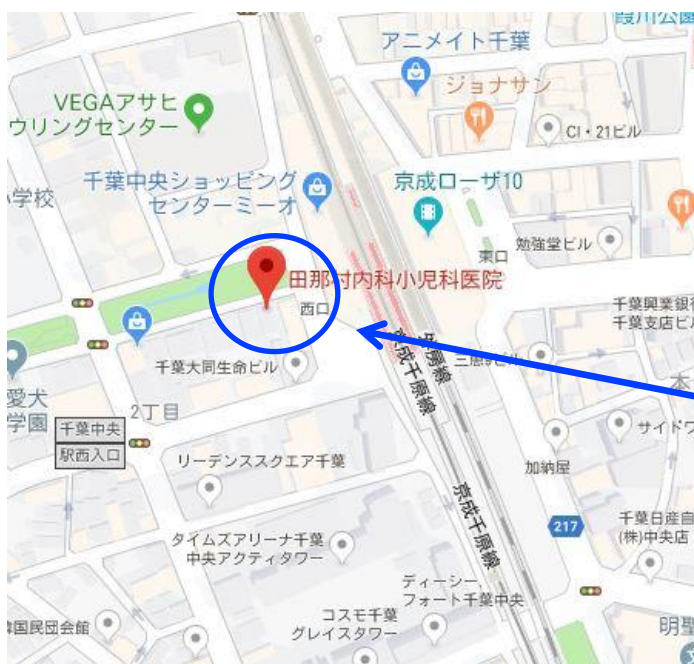 霞川公園
アニメイト千葉
ジョナサン
VEGAアサヒ
ウリングセンター
CI・21ビル
千葉中央ショッピング
センターミーオ
京成ローザ10
小学校
東口
勉強堂ビル
田那村内科小児科医院
西口
千葉興業銀
千葉支店ビ
外房線
京成千原線
三恵9ビル
千葉大同生命ビル
本
愛犬
学園
2丁目
千葉中央
駅西入口
サイドワ
リーデンススクエア千葉
加納屋
京成千原線
217
千葉日産自
(株)中央店
タイムズアリーナ千葉
中央アクティタワー
ディーシー
フォート千葉中央
コスモ千葉
グレイスタワー
国民団会館
明聖